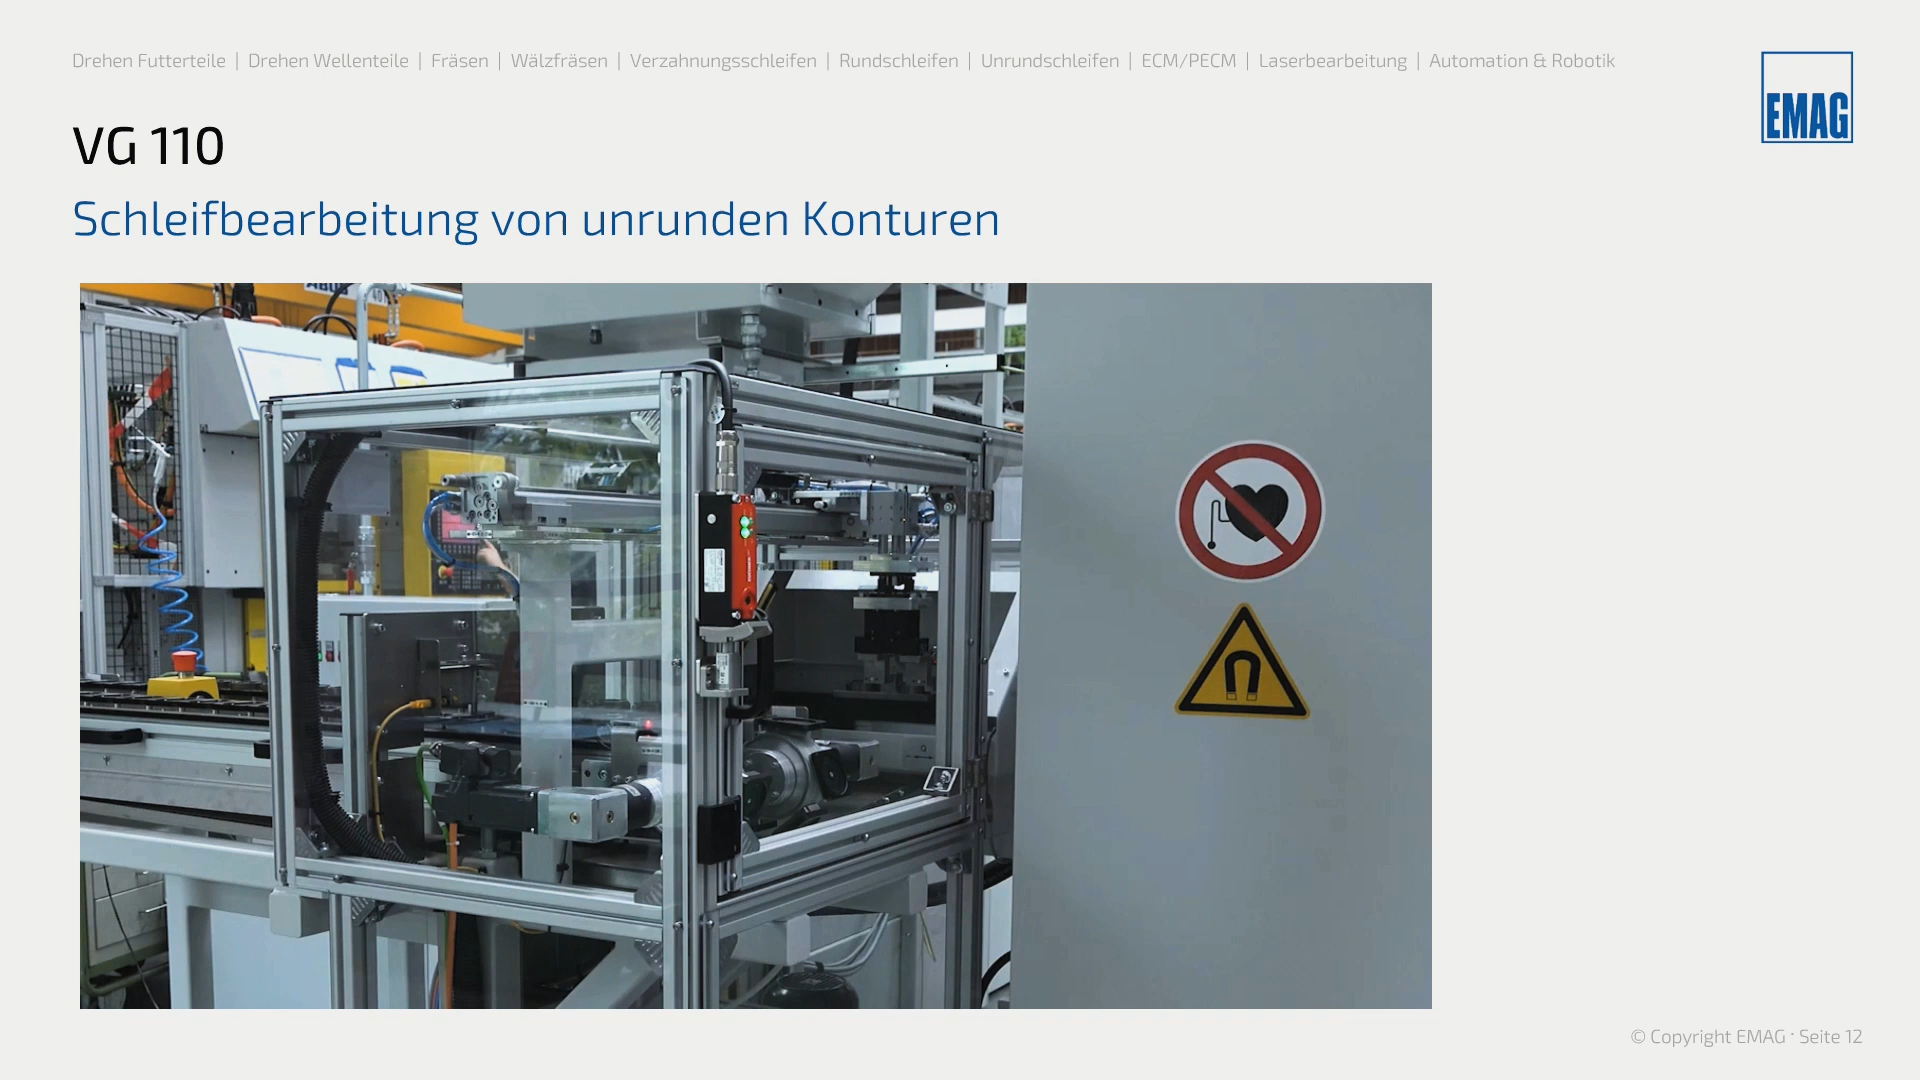 Drehen Futterteile | Drehen Wellenteile | Fräsen | Wälzfräsen | Verzahnungsschleifen | Rundschleifen | Unrundschleifen | ECM/PECM | Laserbearbeitung | Automation & Robotik
EMAG
VG 110
Schleifbearbeitung von unrunden Konturen
© Copyright EMAG · Seite 12